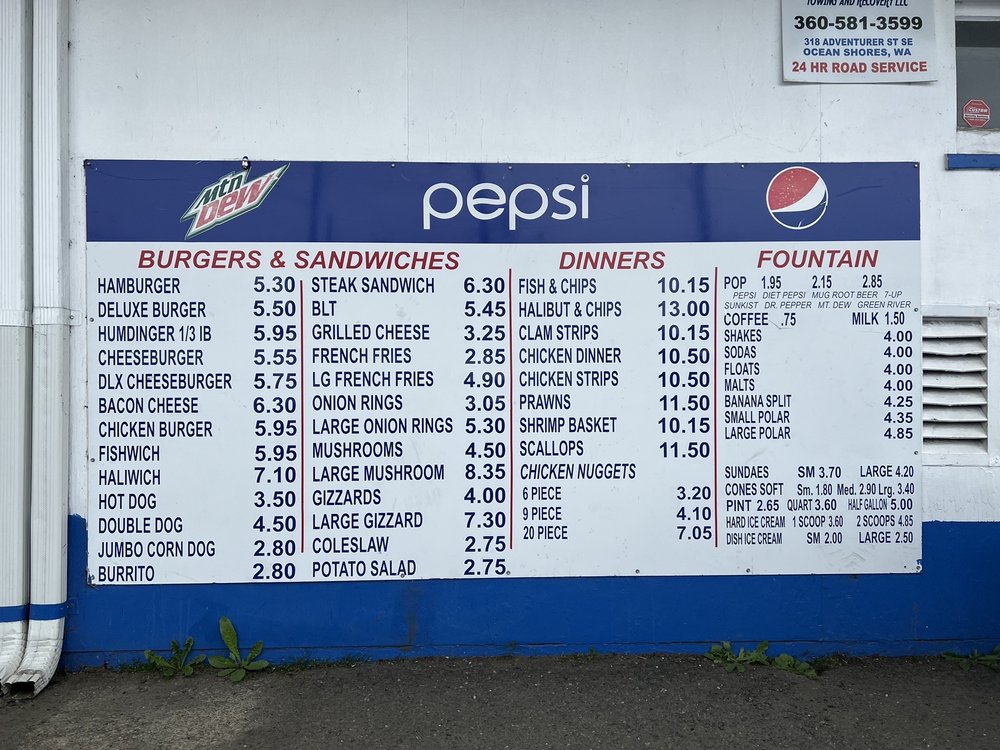 TOWING AND RECOVERY LLC
360-581-3599
318 ADVENTURER ST SE
OCEAN SHORES, WA
24 HR ROAD SERVICE
Mtn
DEW
pepsi
BURGERS & SANDWICHES
HAMBURGER 5.30
DELUXE BURGER 5.50
HUMDINGER 1/3 lB 5.95
CHEESEBURGER 5.55
DLX CHEESEBURGER 5.75
BACON CHEESE 6.30
CHICKEN BURGER 5.95
FISHWICH 5.95
HALIWICH 7.10
HOT DOG 3.50
DOUBLE DOG 4.50
JUMBO CORN DOG 2.80
BURRITO 2.80
STEAK SANDWICH 6.30
BLT 5.45
GRILLED CHEESE 3.25
FRENCH FRIES 2.85
LG FRENCH FRIES 4.90
ONION RINGS 3.05
LARGE ONION RINGS 5.30
MUSHROOMS 4.50
LARGE MUSHROOM 8.35
GIZZARDS 4.00
LARGE GIZZARD 7.30
COLESLAW 2.75
POTATO SALAD 2.75
DINNERS
FISH & CHIPS 10.15
HALIBUT & CHIPS 13.00
CLAM STRIPS 10.15
CHICKEN DINNER 10.50
CHICKEN STRIPS 10.50
PRAWNS 11.50
SHRIMP BASKET 10.15
SCALLOPS 11.50
CHICKEN NUGGETS
6 PIECE 3.20
9 PIECE 4.10
20 PIECE 7.05
FOUNTAIN
POP 1.95 2.15 2.85
PEPSI DIET PEPSI MUG ROOT BEER 7-UP
SUNKIST DR. PEPPER MT. DEW GREEN RIVER
COFFEE .75 MILK 1.50
SHAKES 4.00
SODAS 4.00
FLOATS 4.00
MALTS 4.00
BANANA SPLIT 4.25
SMALL POLAR 4.35
LARGE POLAR 4.85
SUNDAES SM 3.70 LARGE 4.20
CONES SOFT Sm. 1.80 Med. 2.90 Lrg. 3.40
PINT 2.65 QUART 3.60 HALF GALLON 5.00
HARD ICE CREAM 1 SCOOP 3.60 2 SCOOPS 4.85
DISH ICE CREAM SM 2.00 LARGE 2.50